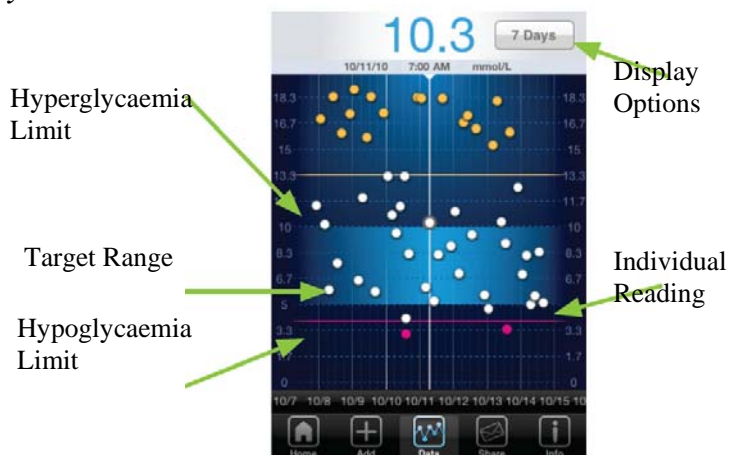 10.3
7 Days
10/11/10 7:00 AM mmol/L
Display
Options
Hyperglycaemia
Limit
Target Range
Hypoglycaemia
Limit
Individual
Reading
18.3 18.3
16.7 16.7
15 15
13.3 13.3
11.7 11.7
10 10
8.3 8.3
6.7 6.7
5 5
3.3 3.3
1.7 1.7
0 0
10/7 10/8 10/9 10/10 10/11 10/12 10/13 10/14 10/15 10
Home Add Data Share Info